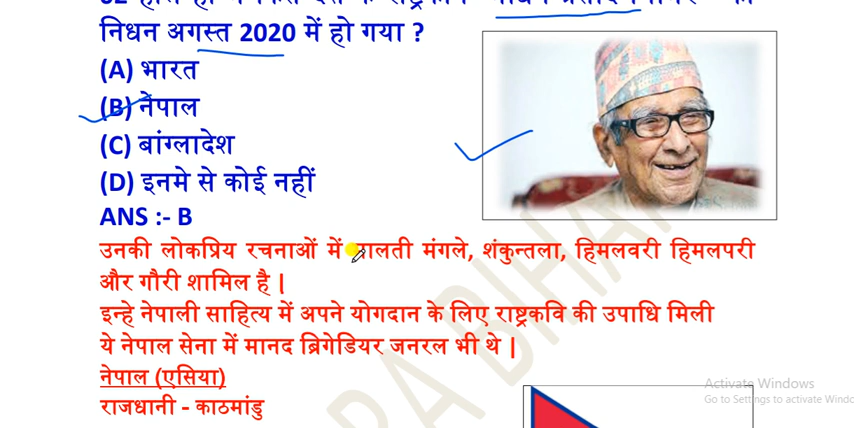 निधन अगस्त 2020 में हो गया ?
(A) भारत
(B) नेपाल
(C) बांग्लादेश
(D) इनमे से कोई नहीं
ANS :- B
उनकी लोकप्रिय रचनाओं में मालती मंगले, शंकुन्तला, हिमलवरी हिमलपरी
और गौरी शामिल है |
इन्हे नेपाली साहित्य में अपने योगदान के लिए राष्ट्रकवि की उपाधि मिली
ये नेपाल सेना में मानद ब्रिगेडियर जनरल भी थे |
नेपाल (एसिया)
राजधानी - काठमांडु
Activate Windows
Go to Settings to activate Windo